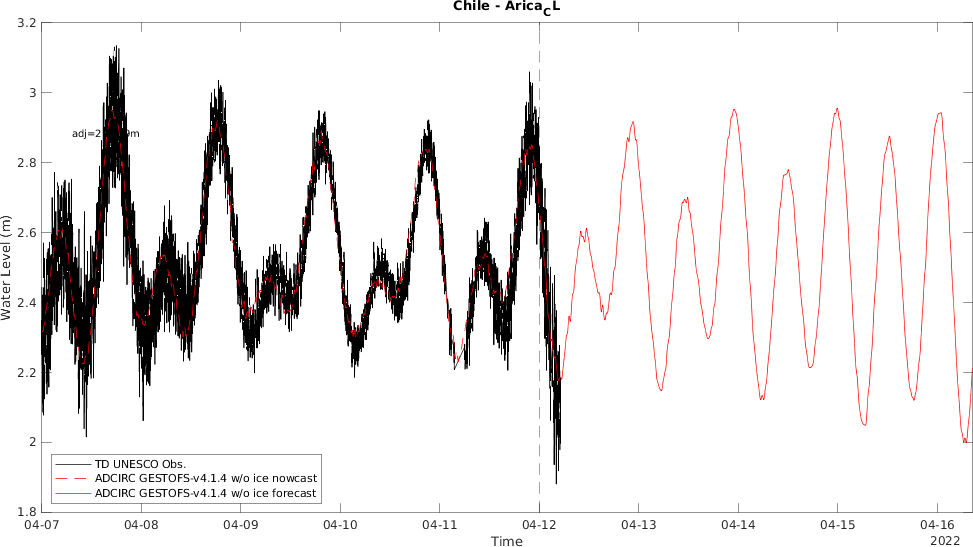 Chile - Arica_CL
3.2
3
2.8
2.6
2.4
2.2
2
1.8
Water Level (m)
adj=2
m
TD UNESCO Obs.
ADCIRC GESTOFS-v4.1.4 w/o ice nowcast
ADCIRC GESTOFS-v4.1.4 w/o ice forecast
04-07 04-08 04-09 04-10 04-11 04-12 04-13 04-14 04-15 04-16
Time
2022